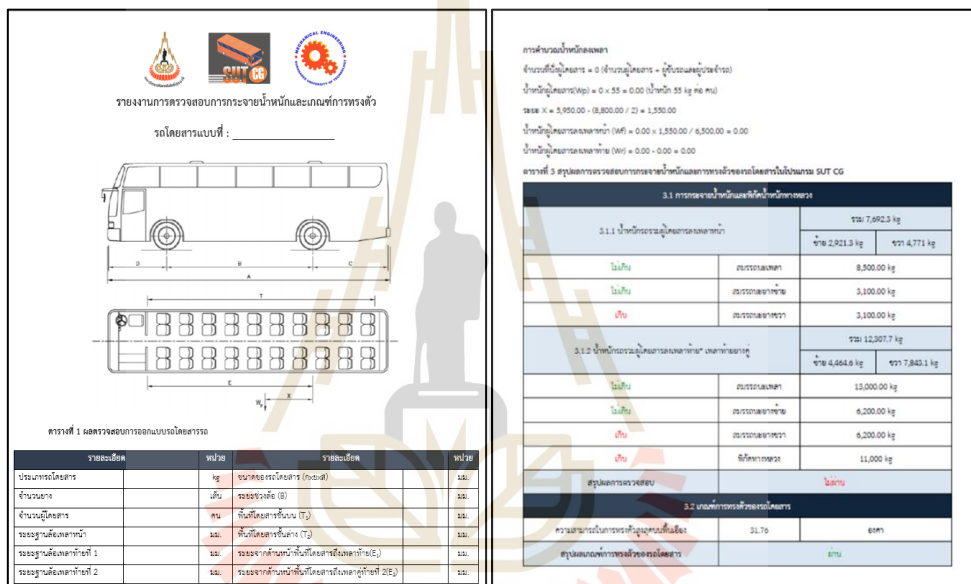 SUT CG
MECHANICAL ENGINEERING
รายงานการตรวจสอบการกระจายน้ำหนักและเกณฑ์การทรงตัว
รถโดยสารแบบที่ :
D
B
C
A
T
E
X
W
ตารางที่ 1 ผลตรวจสอบการออกแบบรถโดยสารรถ
รายละเอียด หน่วย รายละเอียด หน่วย
ประเภทรถโดยสาร kg ขนาดของรถโดยสาร (กxยxส) มม.
จำนวนยาง เส้น ระยะช่วงล้อ (B) มม.
จำนวนผู้โดยสาร คน พื้นที่โดยสารชั้นบน (T₁) มม.
ระยะฐานล้อเพลาหน้า มม. พื้นที่โดยสารชั้นล่าง (T₂) มม.
ระยะฐานล้อเพลาท้ายที่ 1 มม. ระยะจากด้านหน้าพื้นที่โดยสารถึงเพลาท้าย(E₁) มม.
ระยะฐานล้อเพลาท้ายที่ 2 มม. ระยะจากด้านหน้าพื้นที่โดยสารถึงเพลาคู่ท้ายที่ 2(E₂) มม.
การคำนวณน้ำหนักลงเพลา
จำนวนที่นั่งผู้โดยสาร = 0 (จำนวนผู้โดยสาร + ผู้ขับรถและผู้ประจำรถ)
น้ำหนักผู้โดยสาร(Wp) = 0 x 55 = 0.00 (น้ำหนัก 55 kg ต่อ คน)
ระยะ X = 5,950.00 - (8,800.00 / 2) = 1,550.00
น้ำหนักผู้โดยสารลงเพลาหน้า (Wf) = 0.00 x 1,550.00 / 6,500.00 = 0.00
น้ำหนักผู้โดยสารลงเพลาท้าย (Wr) = 0.00 - 0.00 = 0.00
ตารางที่ 3 สรุปผลการตรวจสอบการกระจายน้ำหนักและการทรงตัวของรถโดยสารในโปรแกรม SUT CG
3.1 การกระจายน้ำหนักและพิกัดน้ำหนักทางหลวง
3.1.1 น้ำหนักรถรวมผู้โดยสารลงเพลาหน้า รวม 7,692.3 kg
ซ้าย 2,921.3 kg ขวา 4,771 kg
ไม่เกิน สมรรถนะเพลา 8,500.00 kg
ไม่เกิน สมรรถนะยางซ้าย 3,100.00 kg
เกิน สมรรถนะยางขวา 3,100.00 kg
3.1.2 น้ำหนักรถรวมผู้โดยสารลงเพลาท้าย* เพลาท้ายยางคู่ รวม 12,307.7 kg
ซ้าย 4,464.6 kg ขวา 7,843.1 kg
ไม่เกิน สมรรถนะเพลา 13,000.00 kg
ไม่เกิน สมรรถนะยางซ้าย 6,200.00 kg
เกิน สมรรถนะยางขวา 6,200.00 kg
เกิน พิกัดทางหลวง 11,000 kg
สรุปผลการตรวจสอบ ไม่ผ่าน
3.2 เกณฑ์การทรงตัวของรถโดยสาร
ความสามารถในการทรงตัวสูงสุดบนพื้นเอียง 31.76 องศา
สรุปผลเกณฑ์การทรงตัวของรถโดยสาร ผ่าน